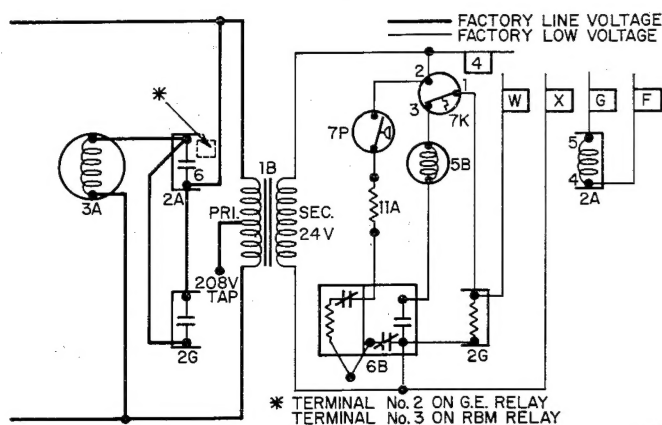 FACTORY LINE VOLTAGE
FACTORY LOW VOLTAGE
*
4
2
1
3
7K
W
X
G
F
7P
5B
5
4
2A
3A
6
2A
1B
PRI.
SEC.
24V
11A
208V
TAP
2G
6B
2G
* TERMINAL No. 2 ON G.E. RELAY
TERMINAL No. 3 ON RBM RELAY